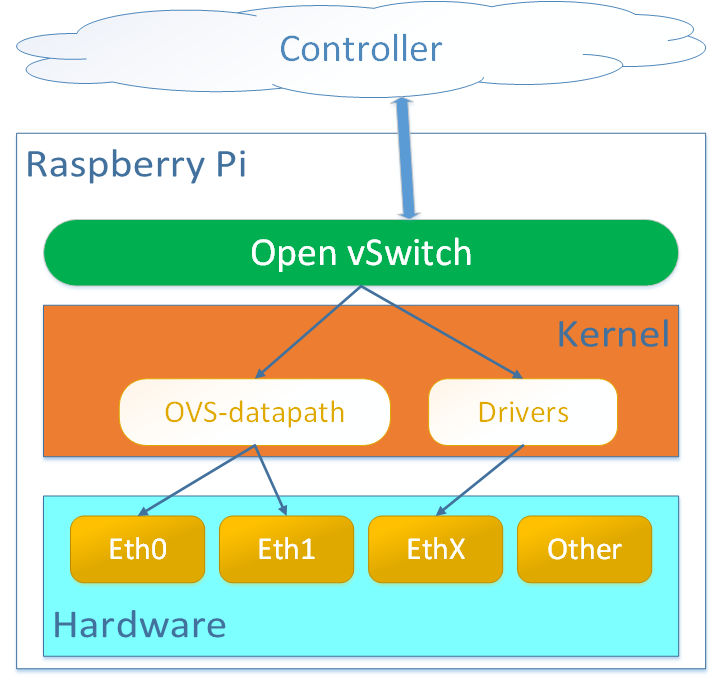 Controller
Raspberry Pi
Open vSwitch
Kernel
OVS-datapath
Drivers
Eth0
Eth1
EthX
Other
Hardware